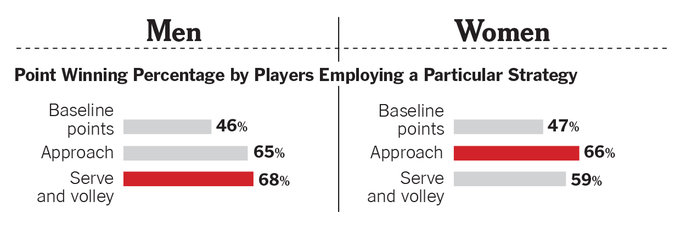 Men
Women
Point Winning Percentage by Players Employing a Particular Strategy
Baseline
points
46%
Approach
65%
Serve
and volley
68%
Baseline
points
47%
Approach
66%
Serve
and volley
59%